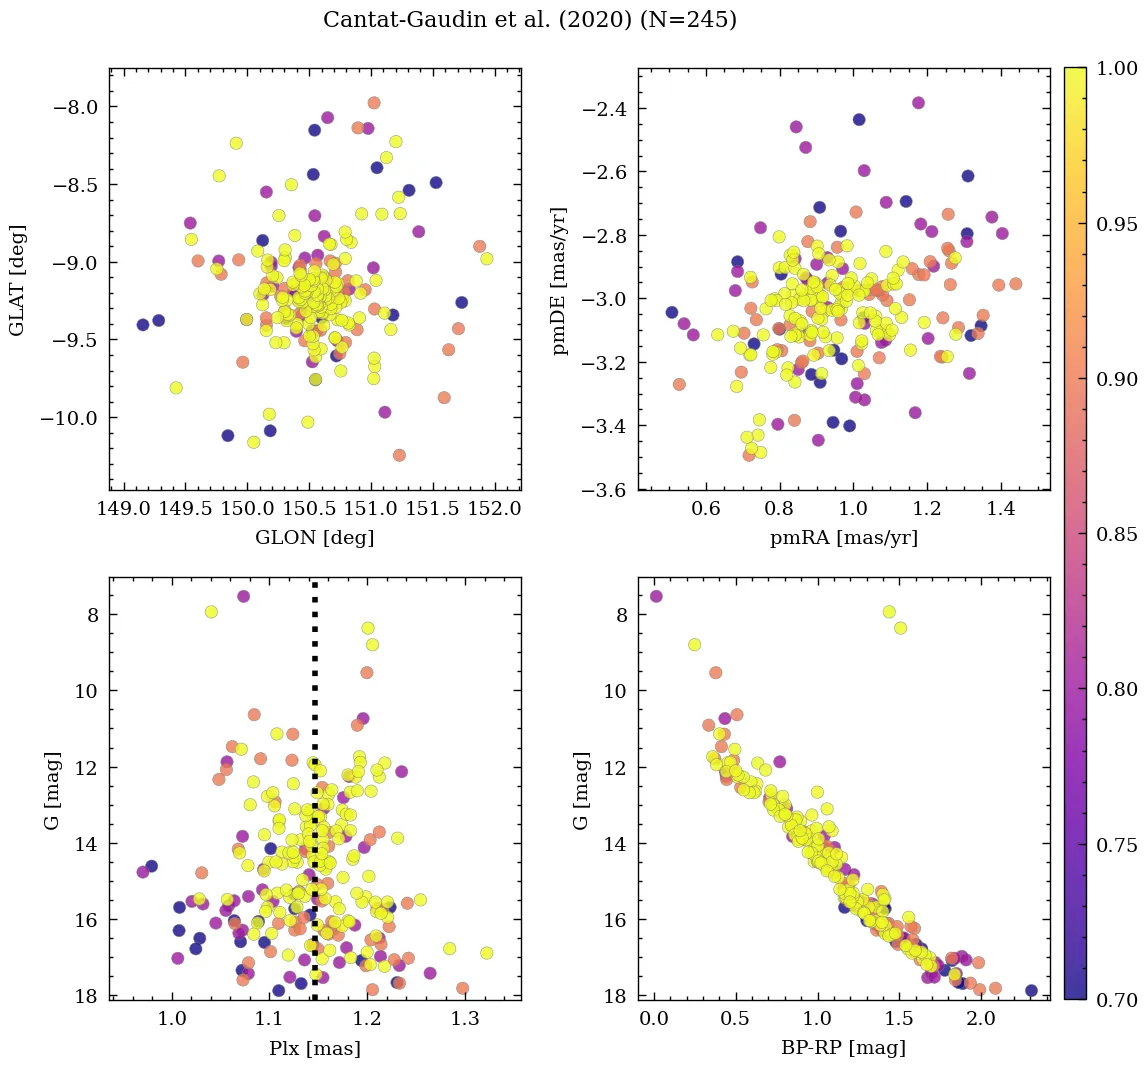 Cantat-Gaudin et al. (2020) (N=245)
−8.0
−8.5
−9.0
−9.5
−10.0
GLAT [deg]
149.0 149.5 150.0 150.5 151.0 151.5 152.0
GLON [deg]
−2.4
−2.6
−2.8
−3.0
−3.2
−3.4
−3.6
pmDE [mas/yr]
0.6 0.8 1.0 1.2 1.4
pmRA [mas/yr]
8
10
12
14
16
18
G [mag]
1.0 1.1 1.2 1.3
Plx [mas]
8
10
12
14
16
18
G [mag]
0.0 0.5 1.0 1.5 2.0
BP-RP [mag]
1.00
0.95
0.90
0.85
0.80
0.75
0.70